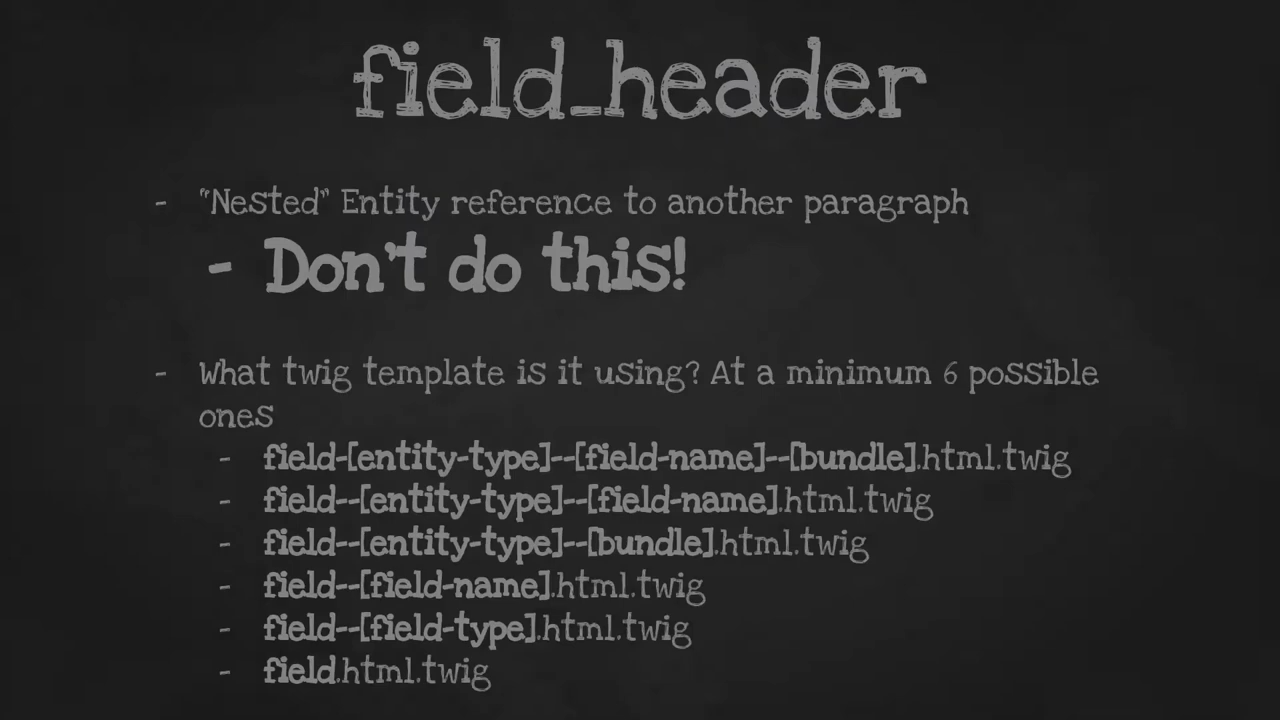 field_header
- "Nested" Entity reference to another paragraph
- Don't do this!
- What twig template is it using? At a minimum 6 possible
ones
- field-[entity-type]--[field-name]--[bundle].html.twig
- field--[entity-type]--[field-name].html.twig
- field--[entity-type]--[bundle].html.twig
- field--[field-name].html.twig
- field--[field-type].html.twig
- field.html.twig